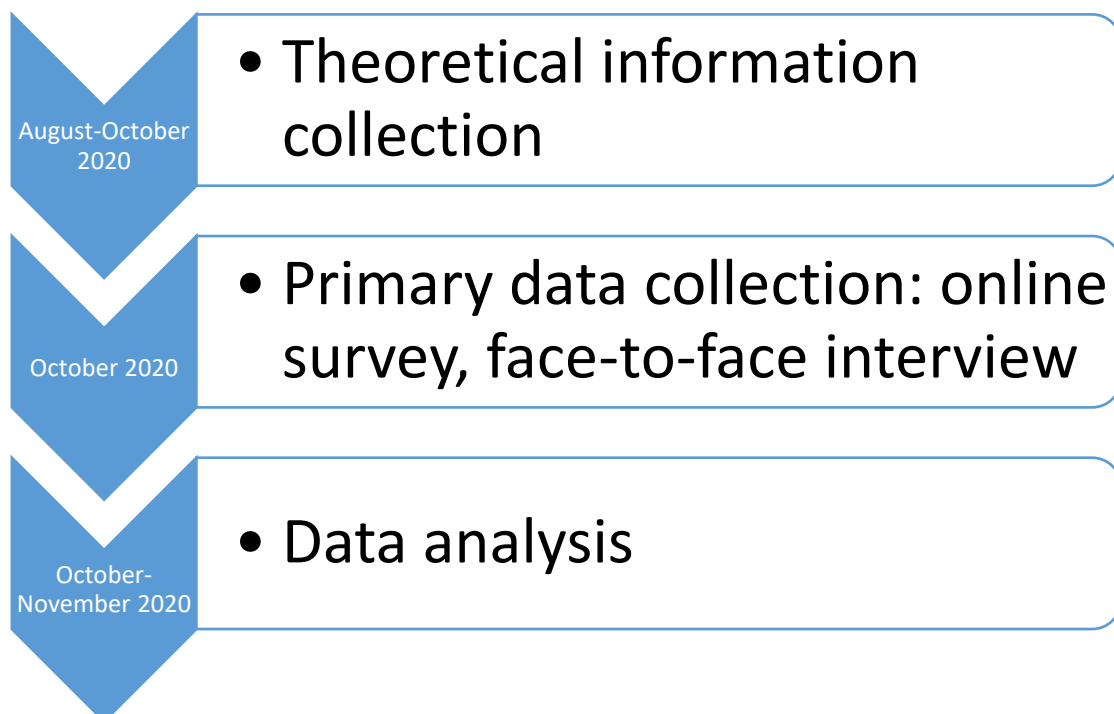 August-October
2020
• Theoretical information
collection
October 2020
• Primary data collection: online
survey, face-to-face interview
October-
November 2020
• Data analysis